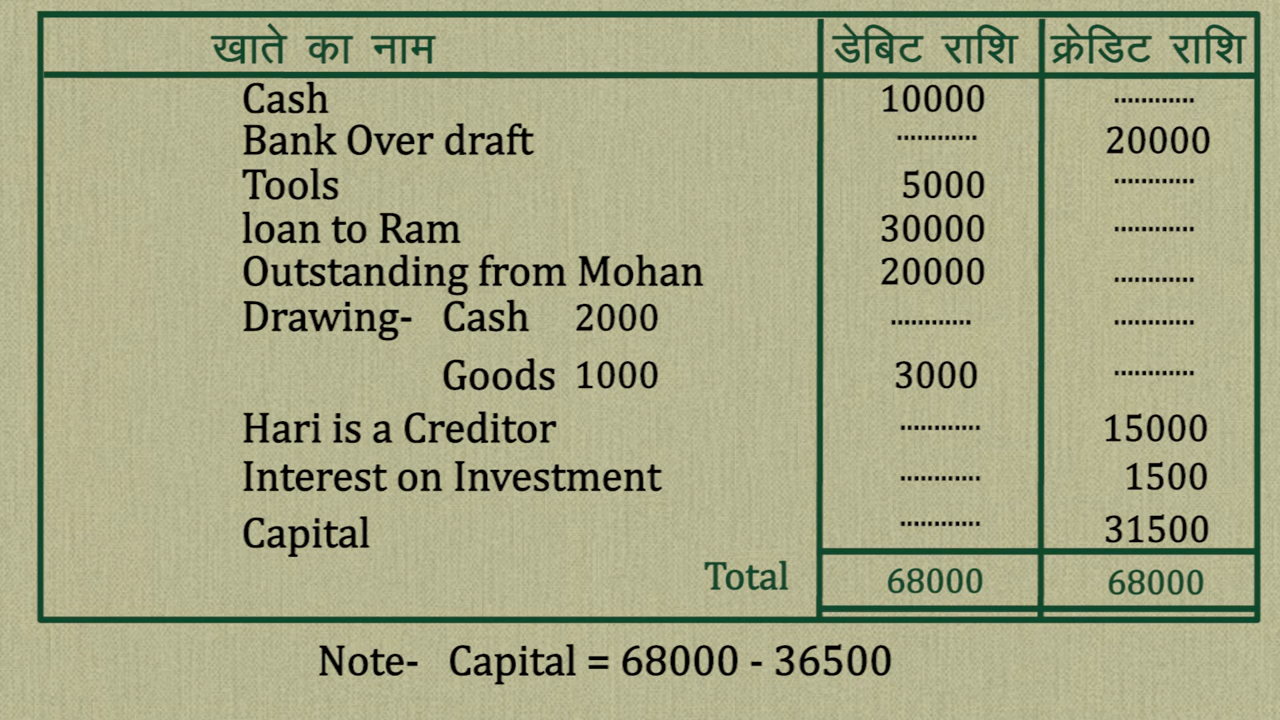 खाते का नाम डेबिट राशि क्रेडिट राशि
Cash 10000 ............
Bank Over draft ............ 20000
Tools 5000 ............
loan to Ram 30000 ............
Outstanding from Mohan 20000 ............
Drawing- Cash 2000 ............ ............
Goods 1000 3000 ............
Hari is a Creditor ............ 15000
Interest on Investment ............ 1500
Capital ............ 31500
Total 68000 68000
Note- Capital = 68000 - 36500